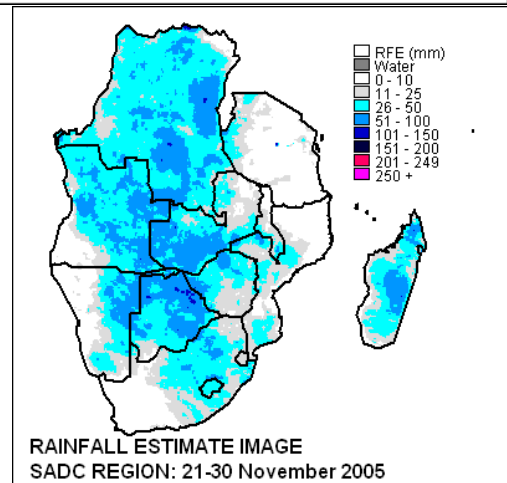 RFE (mm)
Water
0 - 10
11 - 25
26 - 50
51 - 100
101 - 150
151 - 200
201 - 249
250 +
RAINFALL ESTIMATE IMAGE
SADC REGION: 21-30 November 2005